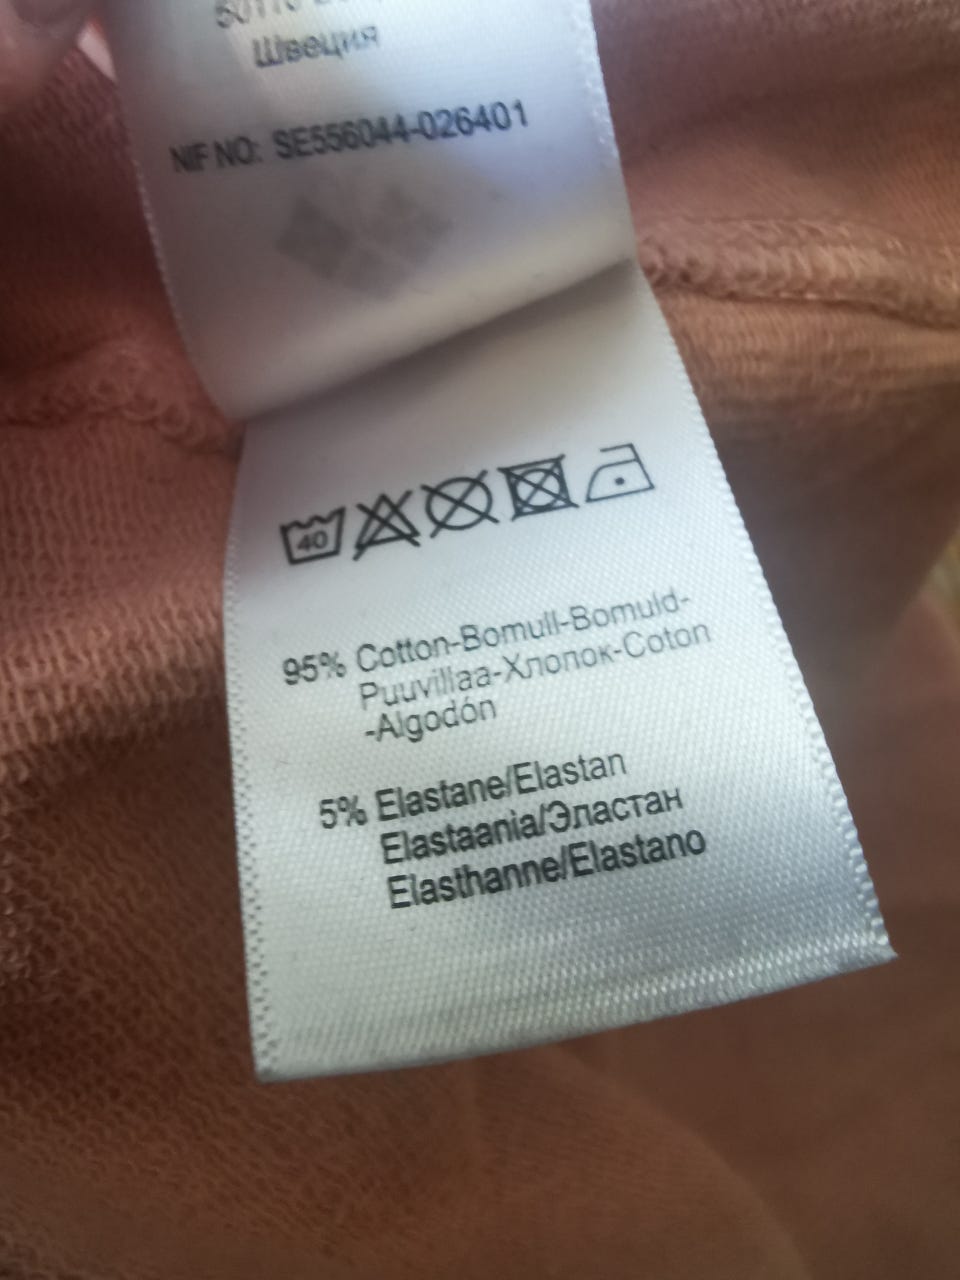 Швеция
NIF NO: SE556044-026401
40
95% Cotton-Bomull-Bomuld-
Puuvillaa-Хлопок-Coton
-Algodón
5% Elastane/Elastan
Elastaania/Эластан
Elasthanne/Elastano